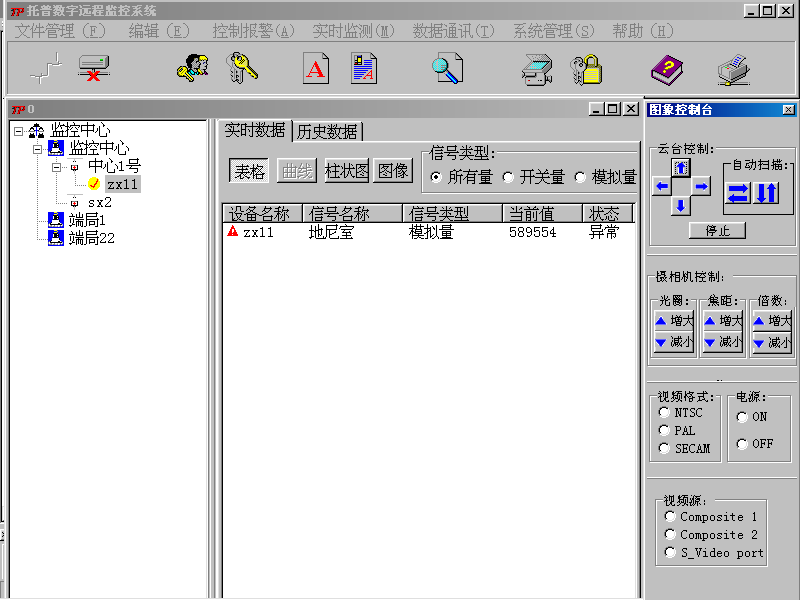 托普数字远程监控系统
文件管理 (F) 编辑 (E) 控制报警(A) 实时监测(M) 数据通讯(T) 系统管理(S) 帮助 (H)
0
监控中心
监控中心
中心1号
zx11
sx2
端局1
端局22
实时数据 历史数据
表格 曲线 柱状图 图像
信号类型:
所有量 开关量 模拟量
设备名称 信号名称 信号类型 当前值 状态
zx11 地尼室 模拟量 589554 异常
图象控制台
云台控制:
自动扫描:
停止
摄相机控制:
光圈: 焦距: 倍数:
增大 增大 增大
减小 减小 减小
视频格式:
NTSC
PAL
SECAM
电源:
ON
OFF
视频源:
Composite 1
Composite 2
S_Video port